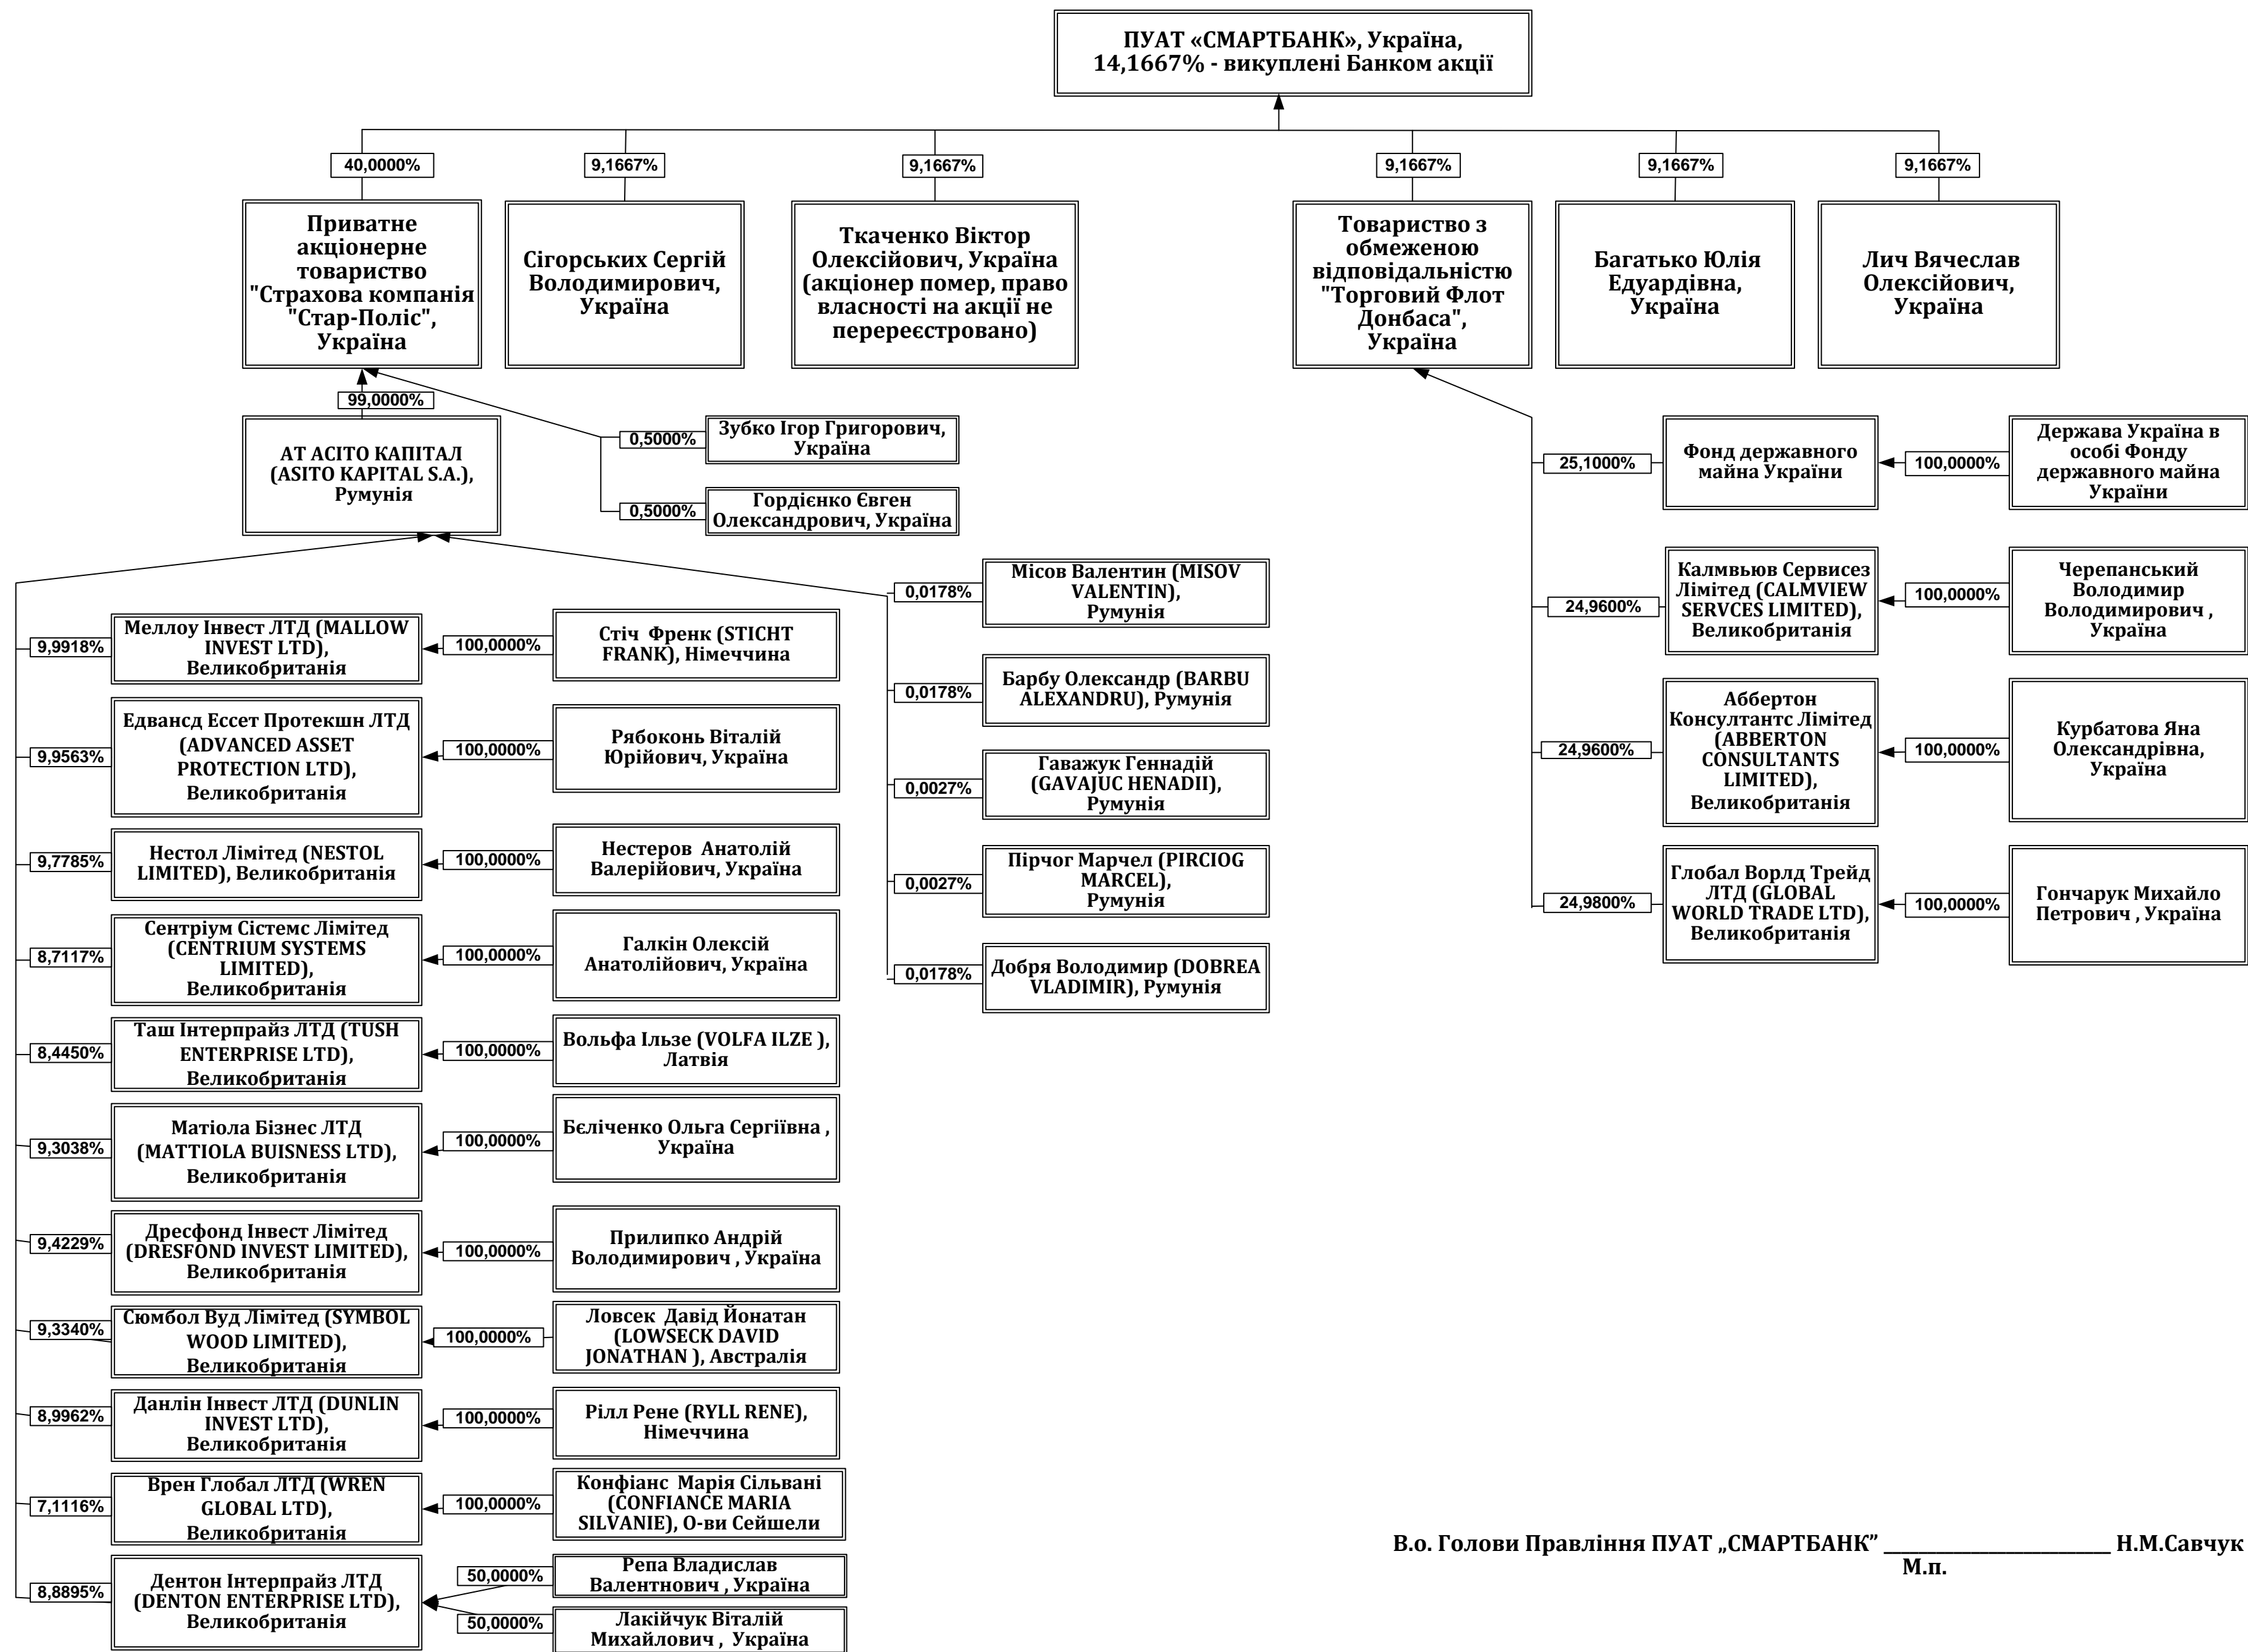 ПУАТ «СМАРТБАНК», Україна,
14,1667% - викуплені Банком акції
40,0000%
9,1667%
9,1667%
9,1667%
9,1667%
9,1667%
Приватне
акціонерне
товариство
"Страхова компанія
"Стар-Поліс",
Україна
Сігорських Сергій
Володимирович,
Україна
Ткаченко Віктор
Олексійович, Україна
(акціонер помер, право
власності на акції не
перереєстровано)
Товариство з
обмеженою
відповідальністю
"Торговий Флот
Донбаса",
Україна
Багатько Юлія
Едуардівна,
Україна
Лич Вячеслав
Олексійович,
Україна
99,0000%
АТ АСІТО КАПІТАЛ
(ASITO KAPITAL S.A.),
Румунія
0,5000%
Зубко Ігор Григорович,
Україна
0,5000%
Гордієнко Євген
Олександрович, Україна
25,1000%
Фонд державного
майна України
100,0000%
Держава Україна в
особі Фонду
державного майна
України
24,9600%
Калмвьюв Сервисез
Лімітед (CALMVIEW
SERVCES LIMITED),
Великобританія
100,0000%
Черепанський
Володимир
Володимирович ,
Україна
24,9600%
Аббертон
Консултантс Лімітед
(ABBERTON
CONSULTANTS
LIMITED),
Великобританія
100,0000%
Курбатова Яна
Олександрівна,
Україна
24,9800%
Глобал Ворлд Трейд
ЛТД (GLOBAL
WORLD TRADE LTD),
Великобританія
100,0000%
Гончарук Михайло
Петрович , Україна
0,0178%
Місов Валентин (MISOV
VALENTIN),
Румунія
0,0178%
Барбу Олександр (BARBU
ALEXANDRU), Румунія
0,0027%
Гаважук Геннадій
(GAVAJUC HENADII),
Румунія
0,0027%
Пірчог Марчел (PIRCIOG
MARCEL),
Румунія
0,0178%
Добря Володимир (DOBREA
VLADIMIR), Румунія
9,9918%
Меллоу Інвест ЛТД (MALLOW
INVEST LTD),
Великобританія
100,0000%
Стіч Френк (STICHT
FRANK), Німеччина
9,9563%
Едвансд Ессет Протекшн ЛТД
(ADVANCED ASSET
PROTECTION LTD),
Великобританія
100,0000%
Рябоконь Віталій
Юрійович, Україна
9,7785%
Нестол Лімітед (NESTOL
LIMITED), Великобританія
100,0000%
Нестеров Анатолій
Валерійович, Україна
8,7117%
Сентріум Сістемс Лімітед
(CENTRIUM SYSTEMS
LIMITED),
Великобританія
100,0000%
Галкін Олексій
Анатолійович, Україна
8,4450%
Таш Інтерпрайз ЛТД (TUSH
ENTERPRISE LTD),
Великобританія
100,0000%
Вольфа Ільзе (VOLFA ILZE ),
Латвія
9,3038%
Матіола Бізнес ЛТД
(MATTIOLA BUISNESS LTD),
Великобританія
100,0000%
Бєліченко Ольга Сергіївна ,
Україна
9,4229%
Дресфонд Інвест Лімітед
(DRESFOND INVEST LIMITED),
Великобританія
100,0000%
Прилипко Андрій
Володимирович , Україна
9,3340%
Сюмбол Вуд Лімітед (SYMBOL
WOOD LIMITED),
Великобританія
100,0000%
Ловсек Давід Йонатан
(LOWSECK DAVID
JONATHAN ), Австралія
8,9962%
Данлін Інвест ЛТД (DUNLIN
INVEST LTD),
Великобританія
100,0000%
Рілл Рене (RYLL RENE),
Німеччина
7,1116%
Врен Глобал ЛТД (WREN
GLOBAL LTD),
Великобританія
100,0000%
Конфіанс Марія Сільвані
(CONFIANCE MARIA
SILVANIE), О-ви Сейшели
8,8895%
Дентон Інтерпрайз ЛТД
(DENTON ENTERPRISE LTD),
Великобританія
50,0000%
Репа Владислав
Валентнович , Україна
50,0000%
Лакійчук Віталій
Михайлович , Україна
В.о. Голови Правління ПУАТ „СМАРТБАНК” ______________________ Н.М.Савчук
М.п.